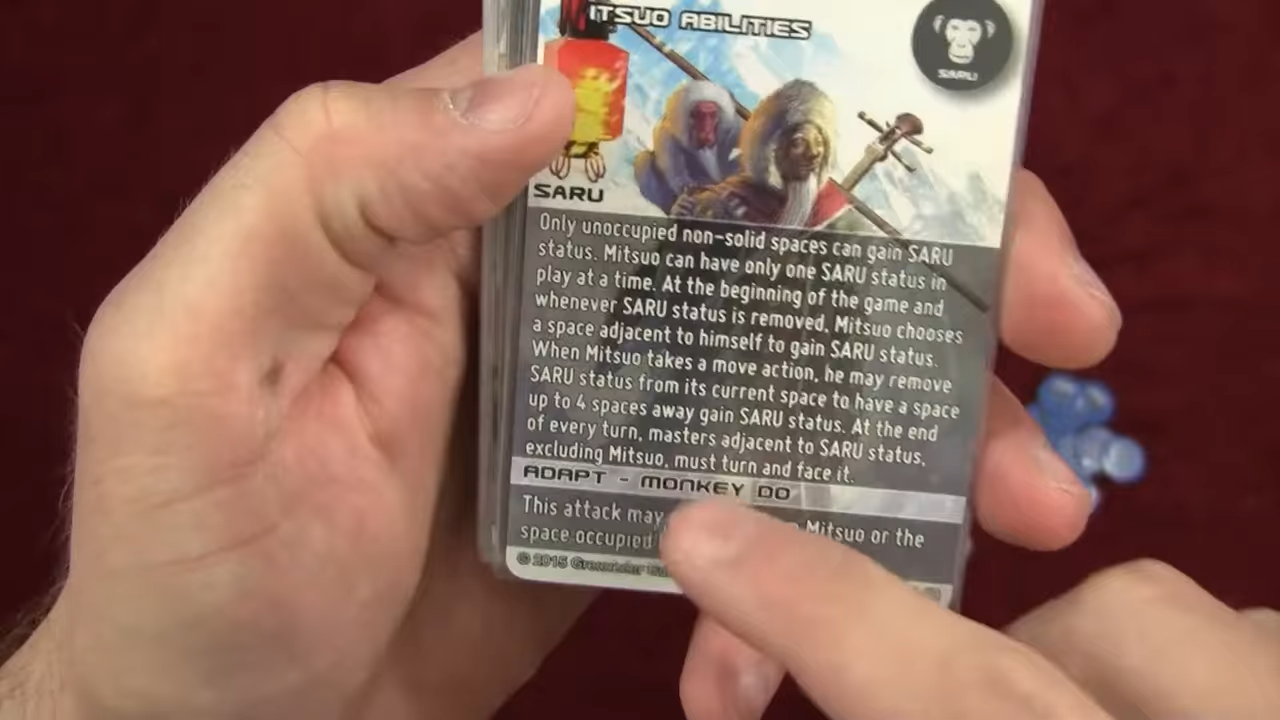 ITSUO ABILITIES
SARU
SARU
Only unoccupied non-solid spaces can gain SARU
status. Mitsuo can have only one SARU status in
play at a time. At the beginning of the game and
whenever SARU status is removed, Mitsuo chooses
a space adjacent to himself to gain SARU status.
When Mitsuo takes a move action, he may remove
SARU status from its current space to have a space
up to 4 spaces away gain SARU status. At the end
of every turn, masters adjacent to SARU status,
excluding Mitsuo, must turn and face it.
ADAPT - MONKEY DO
This attack may Mitsuo or the
space occupied
© 2015